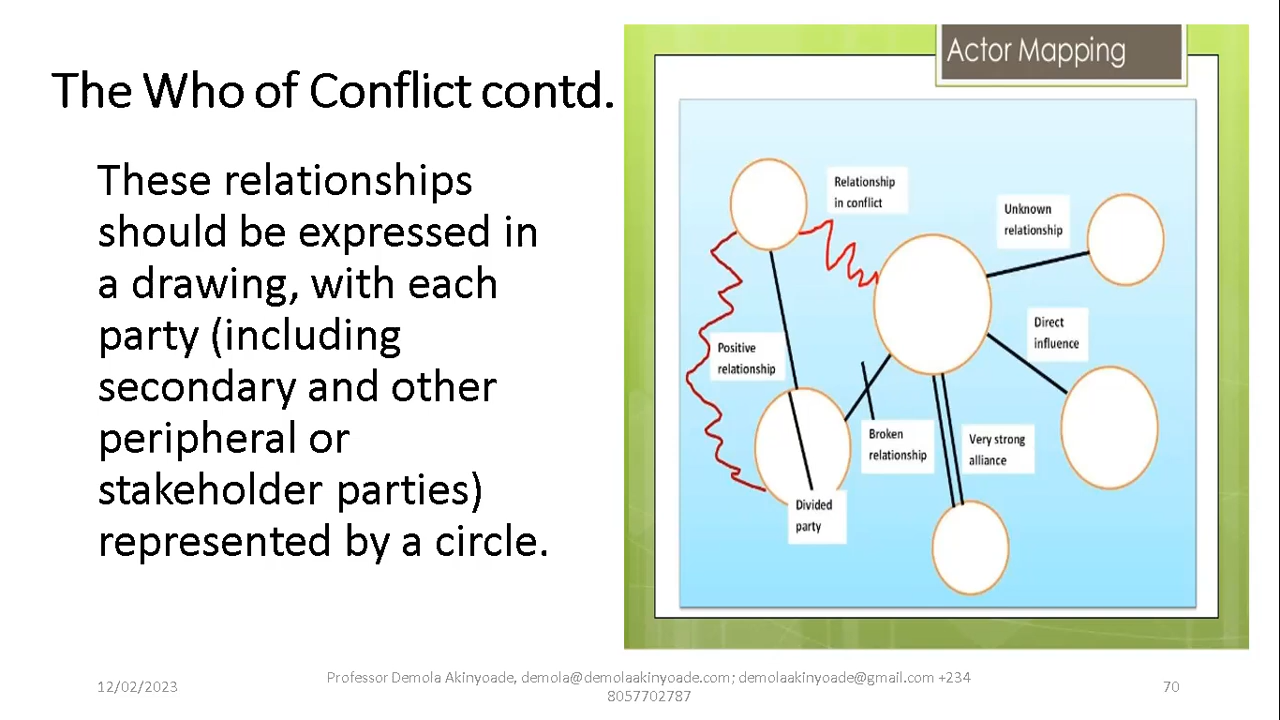 The Who of Conflict contd.
These relationships
should be expressed in
a drawing, with each
party (including
secondary and other
peripheral or
stakeholder parties)
represented by a circle.
Actor Mapping
Relationship
in conflict
Unknown
relationship
Direct
influence
Positive
relationship
Broken
relationship
Very strong
alliance
Divided
party
12/02/2023
Professor Demola Akinyoade, demola@demolaakinyoade.com; demolaakinyoade@gmail.com +234
8057702787
70